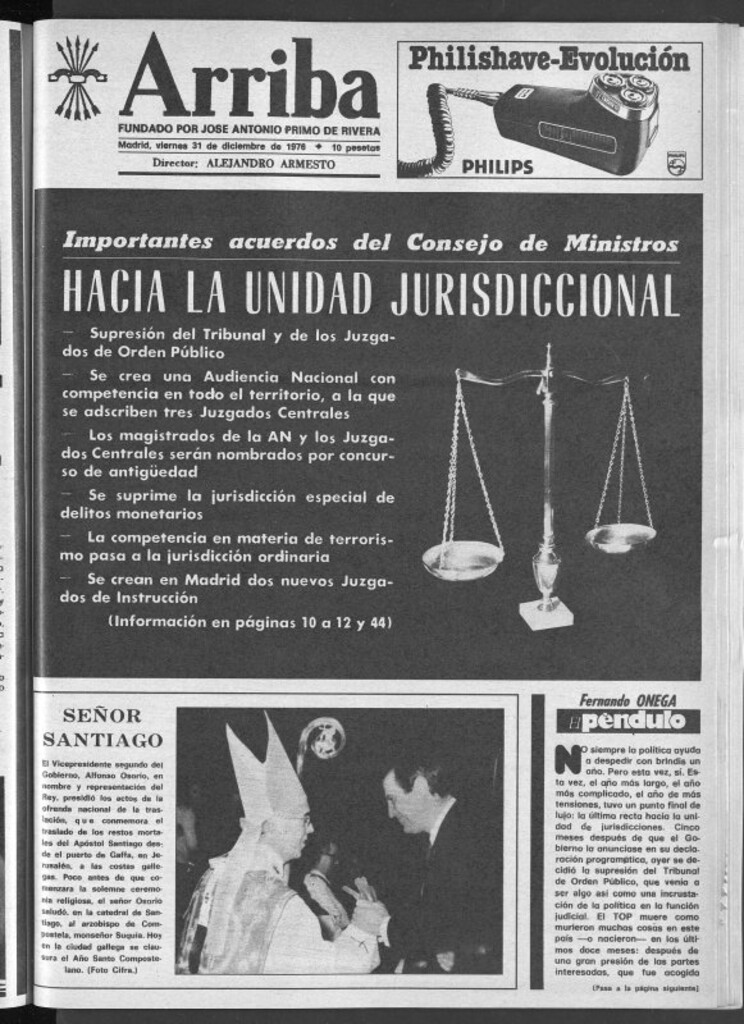 Arriba
FUNDADO POR JOSE ANTONIO PRIMO DE RIVERA
Madrid, viernes 31 de diciembre de 1976 ✦ 10 pesetas
Director: ALEJANDRO ARMESTO
Philishave-Evolución
PHILIPS
PHILIPS
Importantes acuerdos del Consejo de Ministros
HACIA LA UNIDAD JURISDICCIONAL
— Supresión del Tribunal y de los Juzga-
dos de Orden Público
— Se crea una Audiencia Nacional con
competencia en todo el territorio, a la que
se adscriben tres Juzgados Centrales
— Los magistrados de la AN y los Juzga-
dos Centrales serán nombrados por concur-
so de antigüedad
— Se suprime la jurisdicción especial de
delitos monetarios
— La competencia en materia de terroris-
mo pasa a la jurisdicción ordinaria
— Se crean en Madrid dos nuevos Juzga-
dos de Instrucción
(Información en páginas 10 a 12 y 44)
SEÑOR
SANTIAGO
El Vicepresidente segundo del
Gobierno, Alfonso Osorio, en
nombre y representación del
Rey, presidió los actos de la
ofrenda nacional de la tras-
lación, que conmemora el
traslado de los restos morta-
les del Apóstol Santiago des-
de el puerto de Gaffa, en Je-
rusalén, a las costas galle-
gas. Poco antes de que co-
menzara la solemne ceremo-
nia religiosa, el señor Osorio
saludó, en la catedral de San-
tiago, al arzobispo de Com-
postela, monseñor Suquía. Hoy
en la ciudad gallega se clau-
sura el Año Santo Compostе-
lano. (Foto Cifra.)
Fernando ONEGA
El péndulo
NO siempre la política ayuda
a despedir con brindis un
año. Pero esta vez, sí. Es-
ta vez, el año más largo, el año
más complicado, el año de más
tensiones, tuvo un punto final de
lujo: la última recta hacia la uni-
dad de jurisdicciones. Cinco
meses después de que el Go-
bierno la anunciase en su decla-
ración programática, ayer se de-
cidió la supresión del Tribunal
de Orden Público, que venía a
ser algo así como una incrusta-
ción de la política en la función
judicial. El TOP muere como
murieron muchas cosas en este
país —o nacieron— en los últi-
mos doce meses: después de
una gran presión de las partes
interesadas, que fue acogida
(Pasa a la página siguiente)